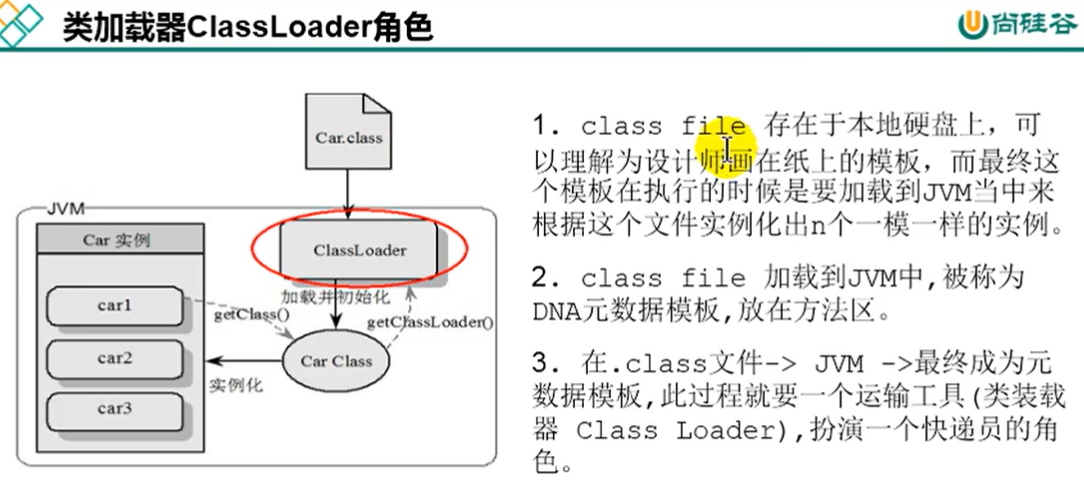 类加载器ClassLoader角色
尚硅谷
Car.class
JVM
Car 实例
ClassLoader
加载并初始化
car1
getClass()
getClassLoader()
car2
Car Class
实例化
car3
1. class file 存在于本地硬盘上，可
以理解为设计师画在纸上的模板，而最终这
个模板在执行的时候是要加载到JVM当中来
根据这个文件实例化出n个一模一样的实例。
2. class file 加载到JVM中,被称为
DNA元数据模板,放在方法区。
3. 在.class文件-> JVM ->最终成为元
数据模板,此过程就要一个运输工具(类装载
器 Class Loader),扮演一个快递员的角
色。